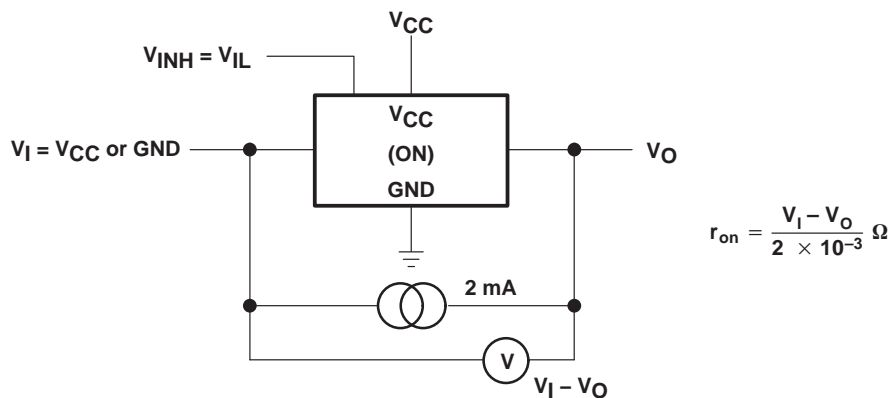 VCC
VINH = VIL
VCC
VI = VCC or GND
(ON)
VO
GND
ron = VI – VO / 2 × 10–3 Ω
2 mA
V
VI – VO